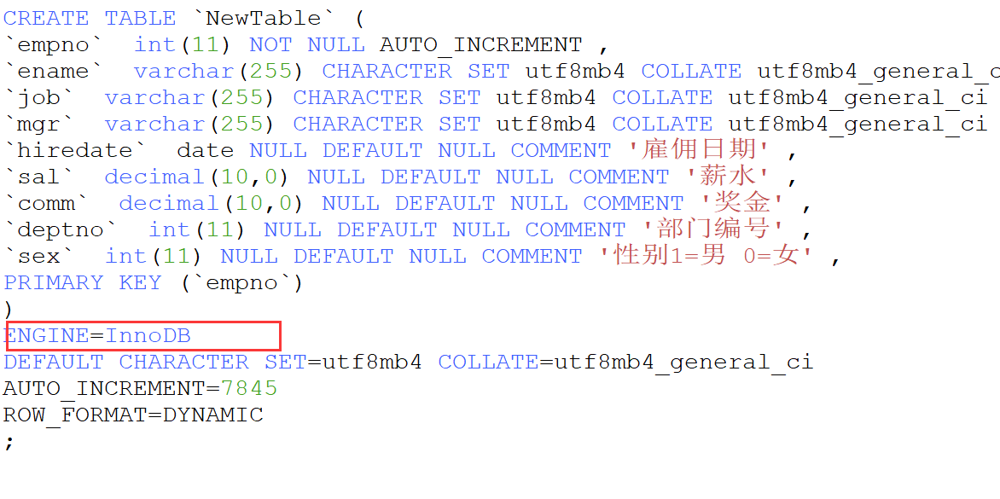 CREATE TABLE `NewTable` (
`empno`  int(11) NOT NULL AUTO_INCREMENT ,
`ename`  varchar(255) CHARACTER SET utf8mb4 COLLATE utf8mb4_general_c
`job`  varchar(255) CHARACTER SET utf8mb4 COLLATE utf8mb4_general_ci
`mgr`  varchar(255) CHARACTER SET utf8mb4 COLLATE utf8mb4_general_ci
`hiredate`  date NULL DEFAULT NULL COMMENT '雇佣日期' ,
`sal`  decimal(10,0) NULL DEFAULT NULL COMMENT '薪水' ,
`comm`  decimal(10,0) NULL DEFAULT NULL COMMENT '奖金' ,
`deptno`  int(11) NULL DEFAULT NULL COMMENT '部门编号' ,
`sex`  int(11) NULL DEFAULT NULL COMMENT '性别1=男 0=女' ,
PRIMARY KEY (`empno`)
)
ENGINE=InnoDB
DEFAULT CHARACTER SET=utf8mb4 COLLATE=utf8mb4_general_ci
AUTO_INCREMENT=7845
ROW_FORMAT=DYNAMIC
;